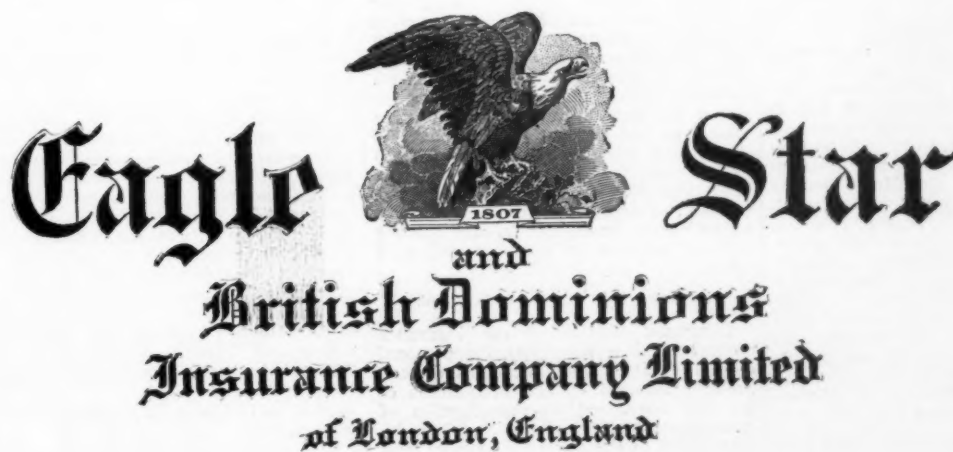 Eagle Star
1807
and
British Dominions
Insurance Company Limited
of London, England